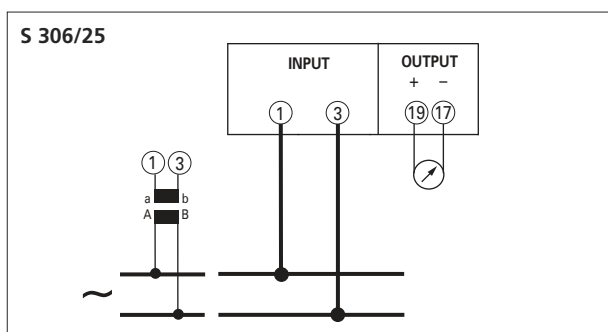 S 306/25
INPUT
OUTPUT
+ −
1 3
19 17
1 3
a b
A B
~